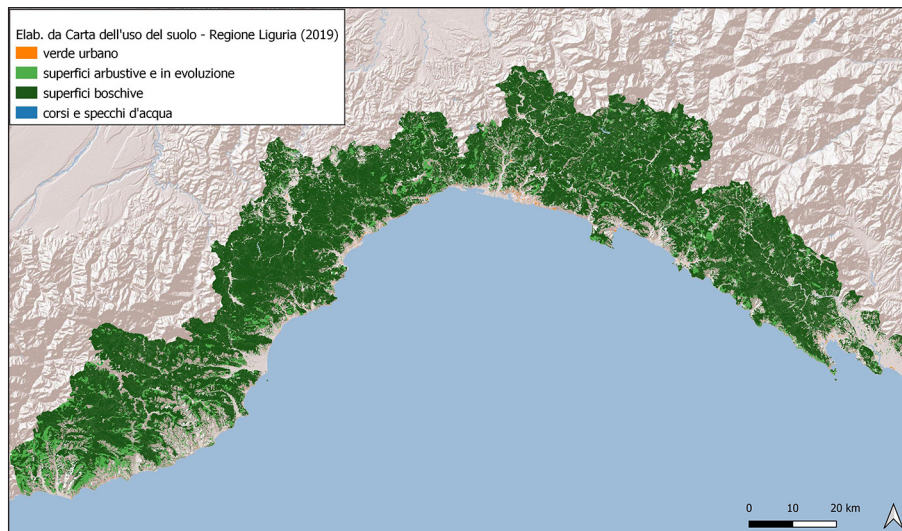 Elab. da Carta dell'uso del suolo - Regione Liguria (2019)
verde urbano
superfici arbustive e in evoluzione
superfici boschive
corsi e specchi d'acqua
0 10 20 km